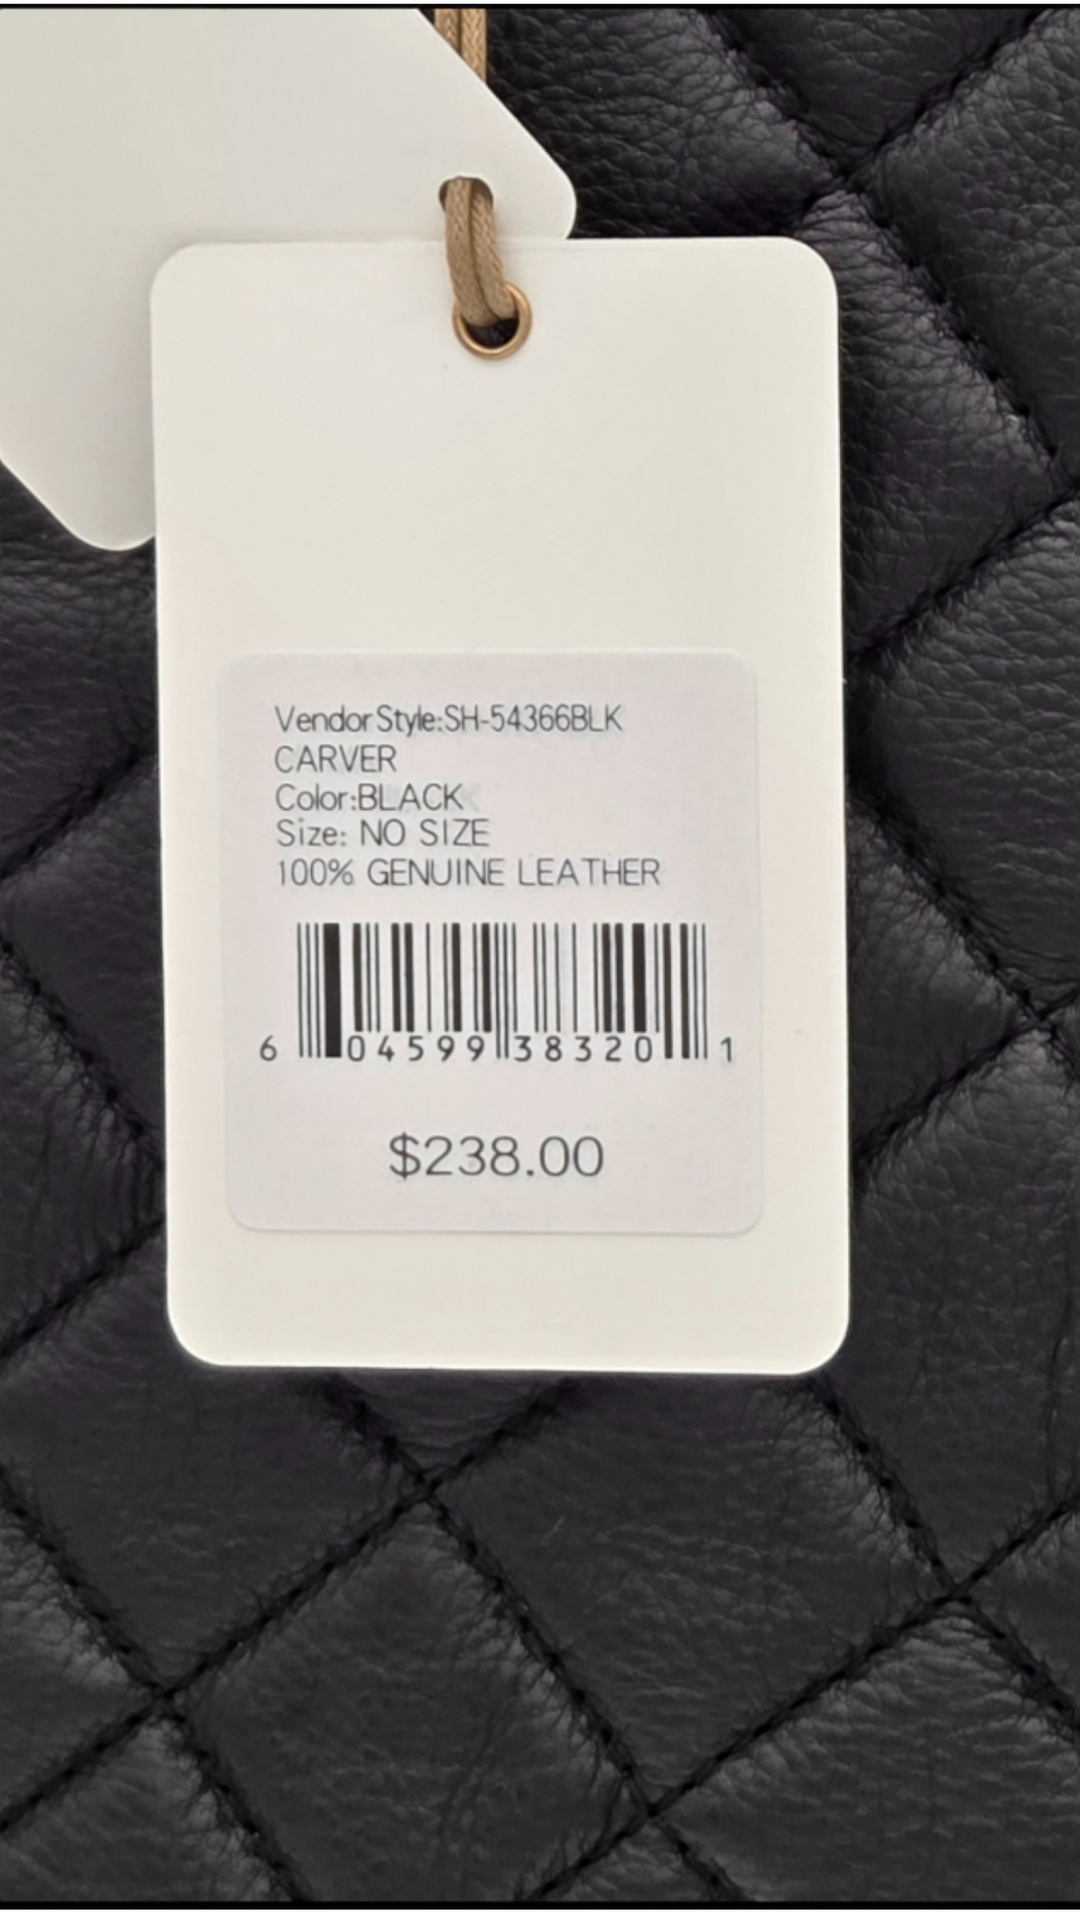 Vendor Style:SH-54366BLK
CARVER
Color:BLACK
Size: NO SIZE
100% GENUINE LEATHER
6 04599 38320 1
$238.00